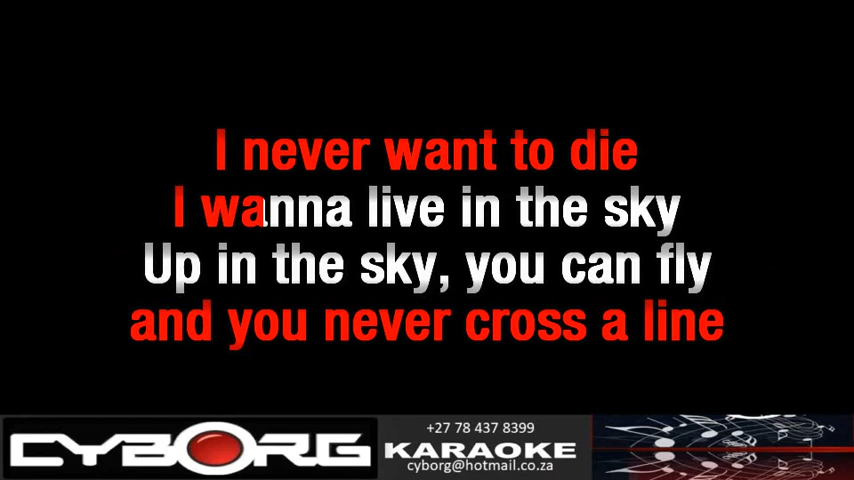 I never want to die
I wanna live in the sky
Up in the sky, you can fly
and you never cross a line
CYBORG
+27 78 437 8399
KARAOKE
cyborg@hotmail.co.za